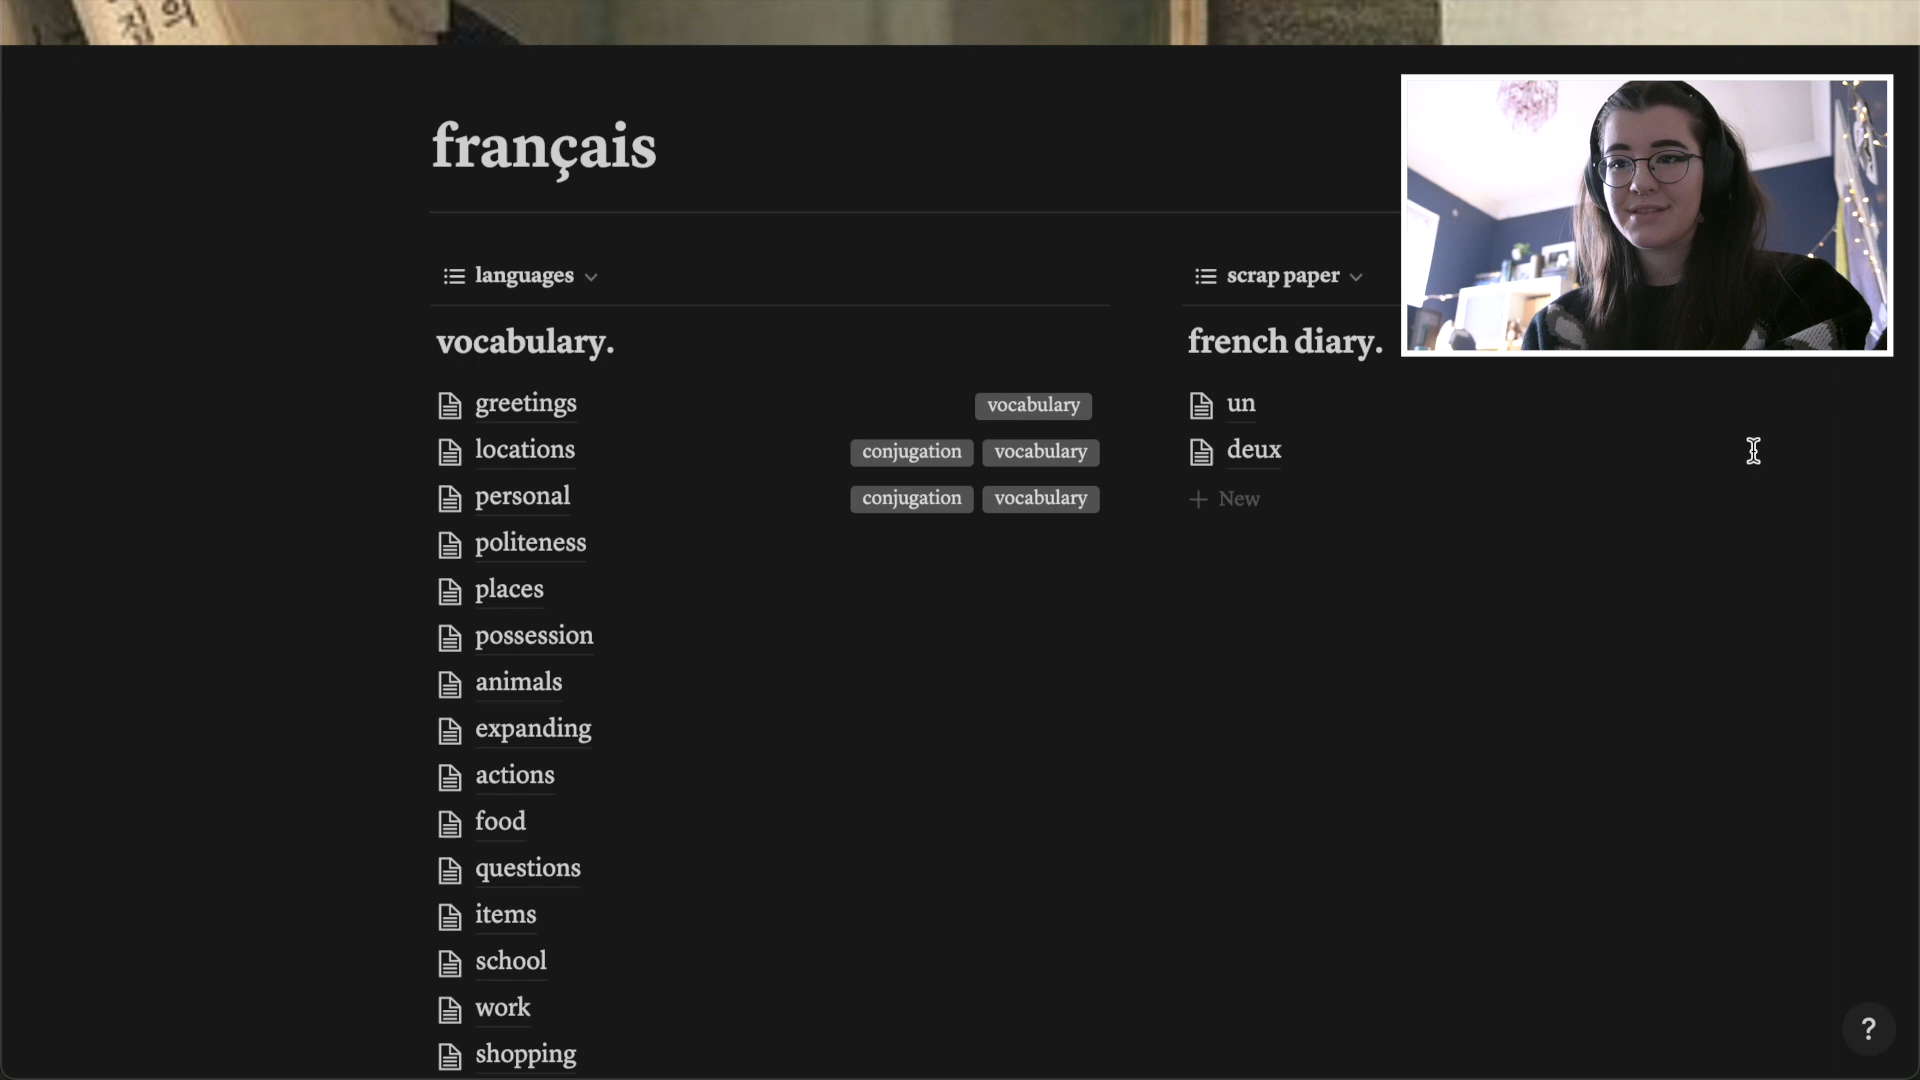 français
languages
vocabulary.
greetings vocabulary
locations conjugation vocabulary
personal conjugation vocabulary
politeness
places
possession
animals
expanding
actions
food
questions
items
school
work
shopping
scrap paper
french diary.
un
deux
+ New
?